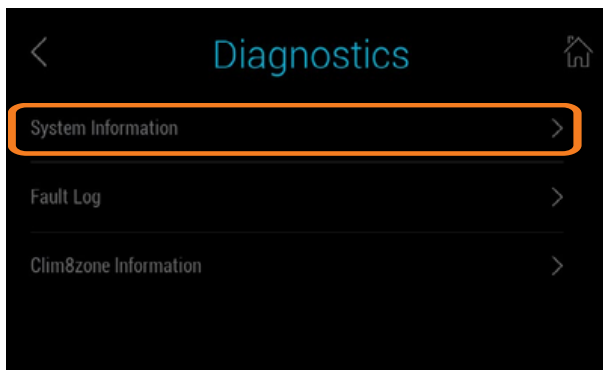 Diagnostics
System Information
Fault Log
Clim8zone Information